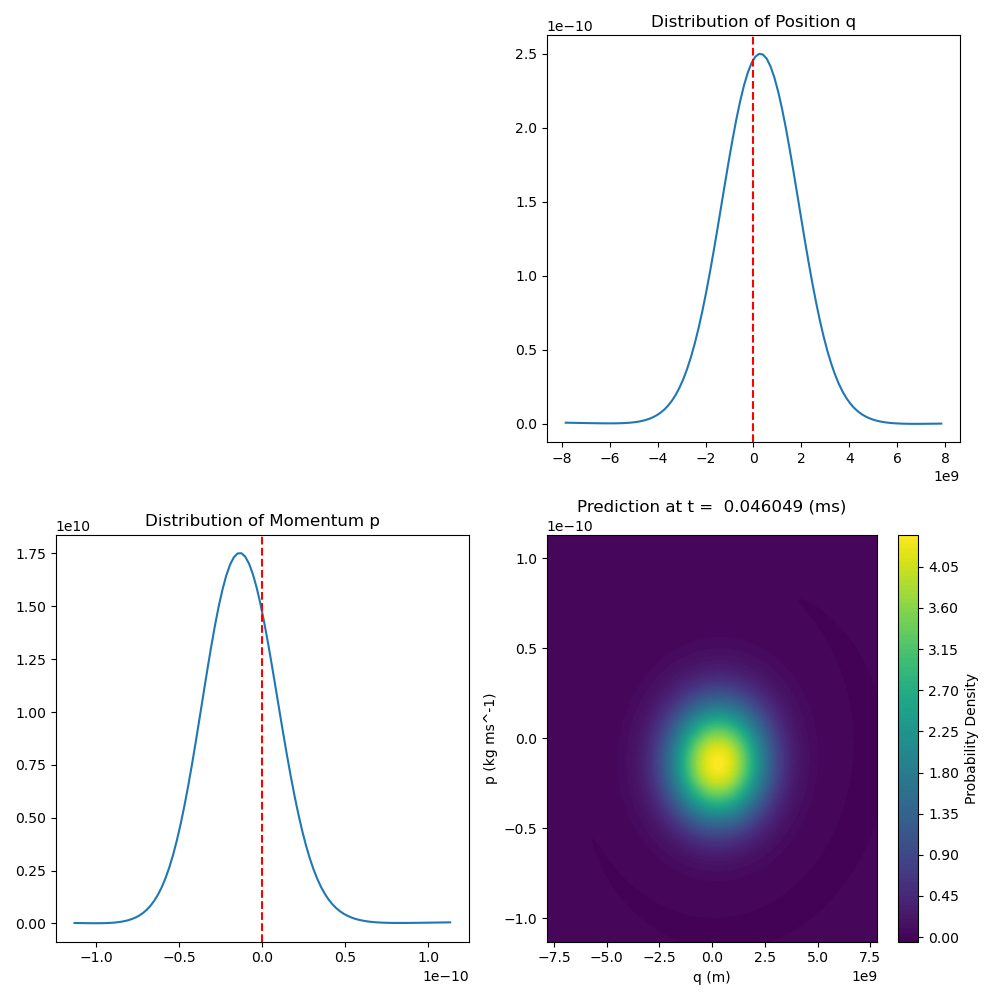 Distribution of Position q
1e−10
2.5
2.0
1.5
1.0
0.5
0.0
−8 −6 −4 −2 0 2 4 6 8
1e9
Distribution of Momentum p
1e10
1.75
1.50
1.25
1.00
0.75
0.50
0.25
0.00
−1.0 −0.5 0.0 0.5 1.0
1e−10
Prediction at t =  0.046049 (ms)
1e−10
1.0
0.5
0.0
−0.5
−1.0
p (kg ms^-1)
−7.5 −5.0 −2.5 0.0 2.5 5.0 7.5
1e9
q (m)
4.05
3.60
3.15
2.70
2.25
1.80
1.35
0.90
0.45
0.00
Probability Density